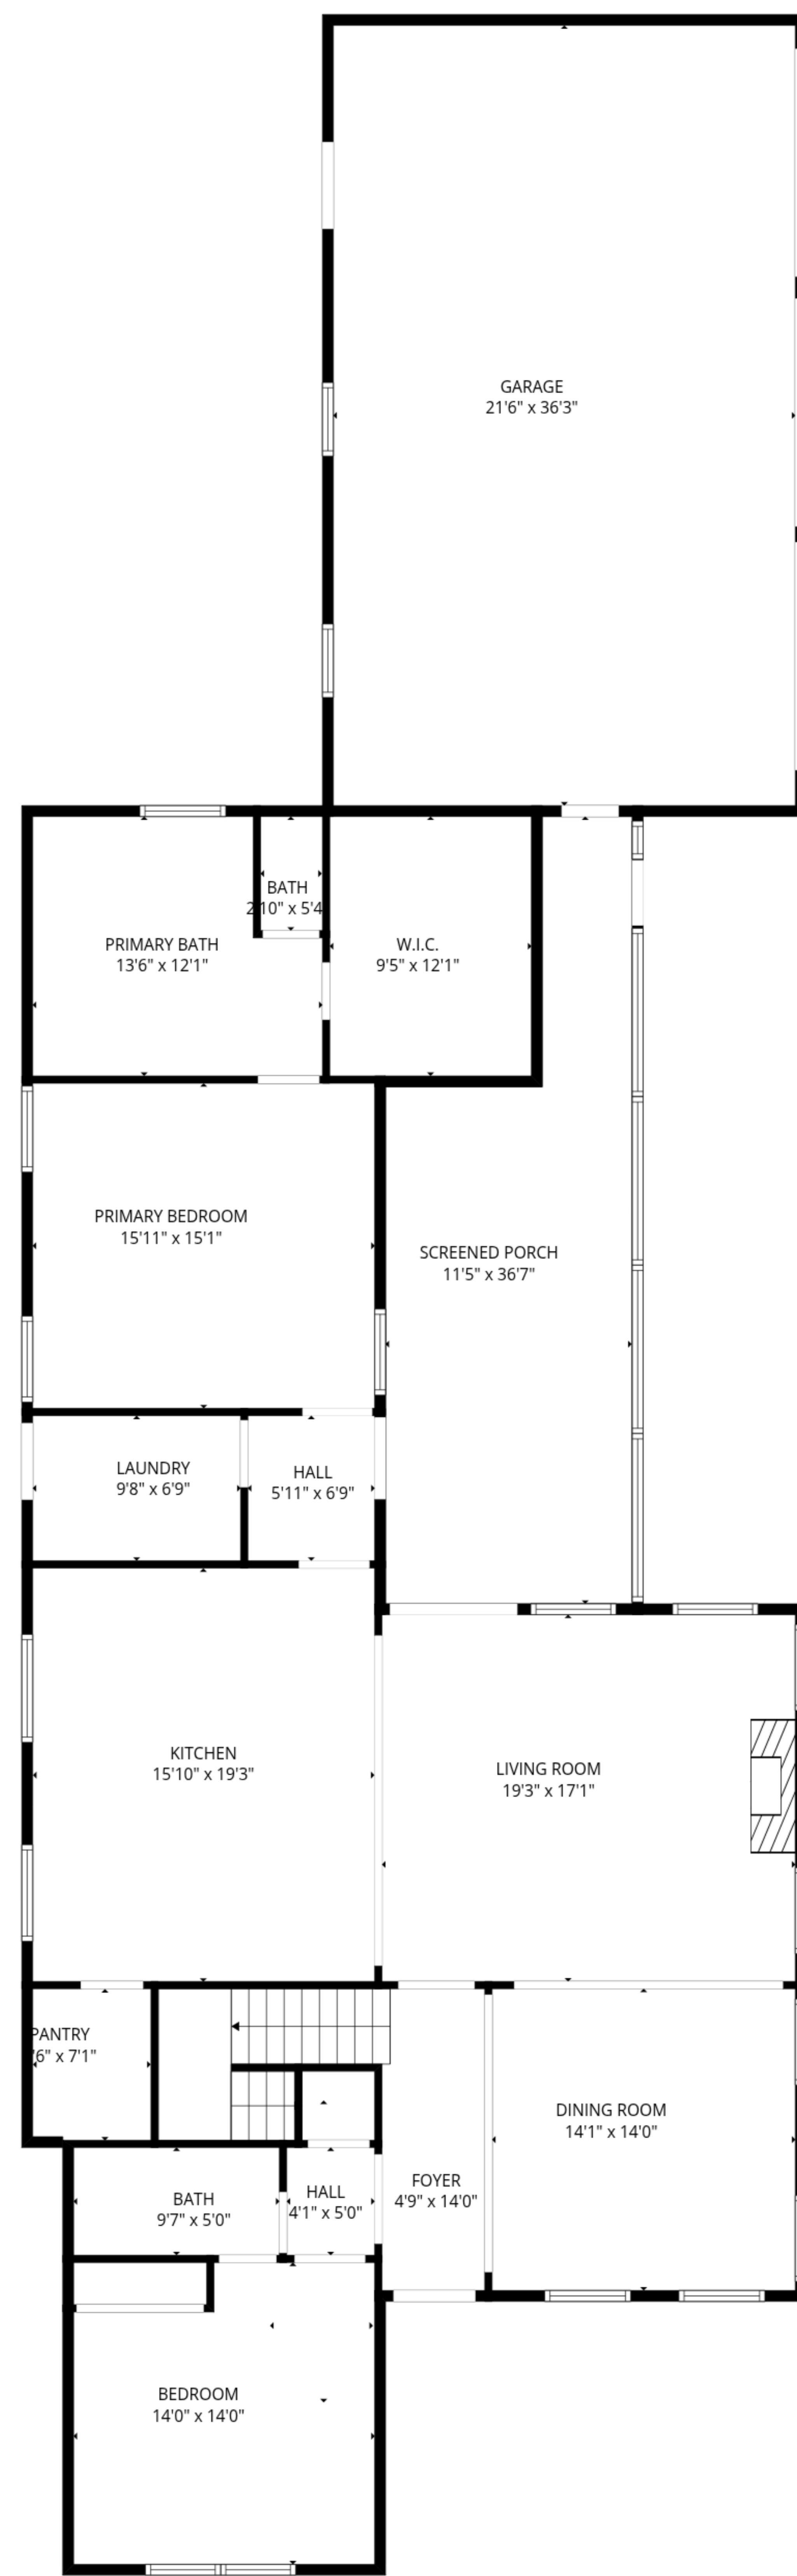 GARAGE
21'6" x 36'3"
BATH
2'10" x 5'4
PRIMARY BATH
13'6" x 12'1"
W.I.C.
9'5" x 12'1"
PRIMARY BEDROOM
15'11" x 15'1"
SCREENED PORCH
11'5" x 36'7"
LAUNDRY
9'8" x 6'9"
HALL
5'11" x 6'9"
KITCHEN
15'10" x 19'3"
LIVING ROOM
19'3" x 17'1"
PANTRY
'6" x 7'1"
DINING ROOM
14'1" x 14'0"
FOYER
4'9" x 14'0"
BATH
9'7" x 5'0"
HALL
4'1" x 5'0"
BEDROOM
14'0" x 14'0"